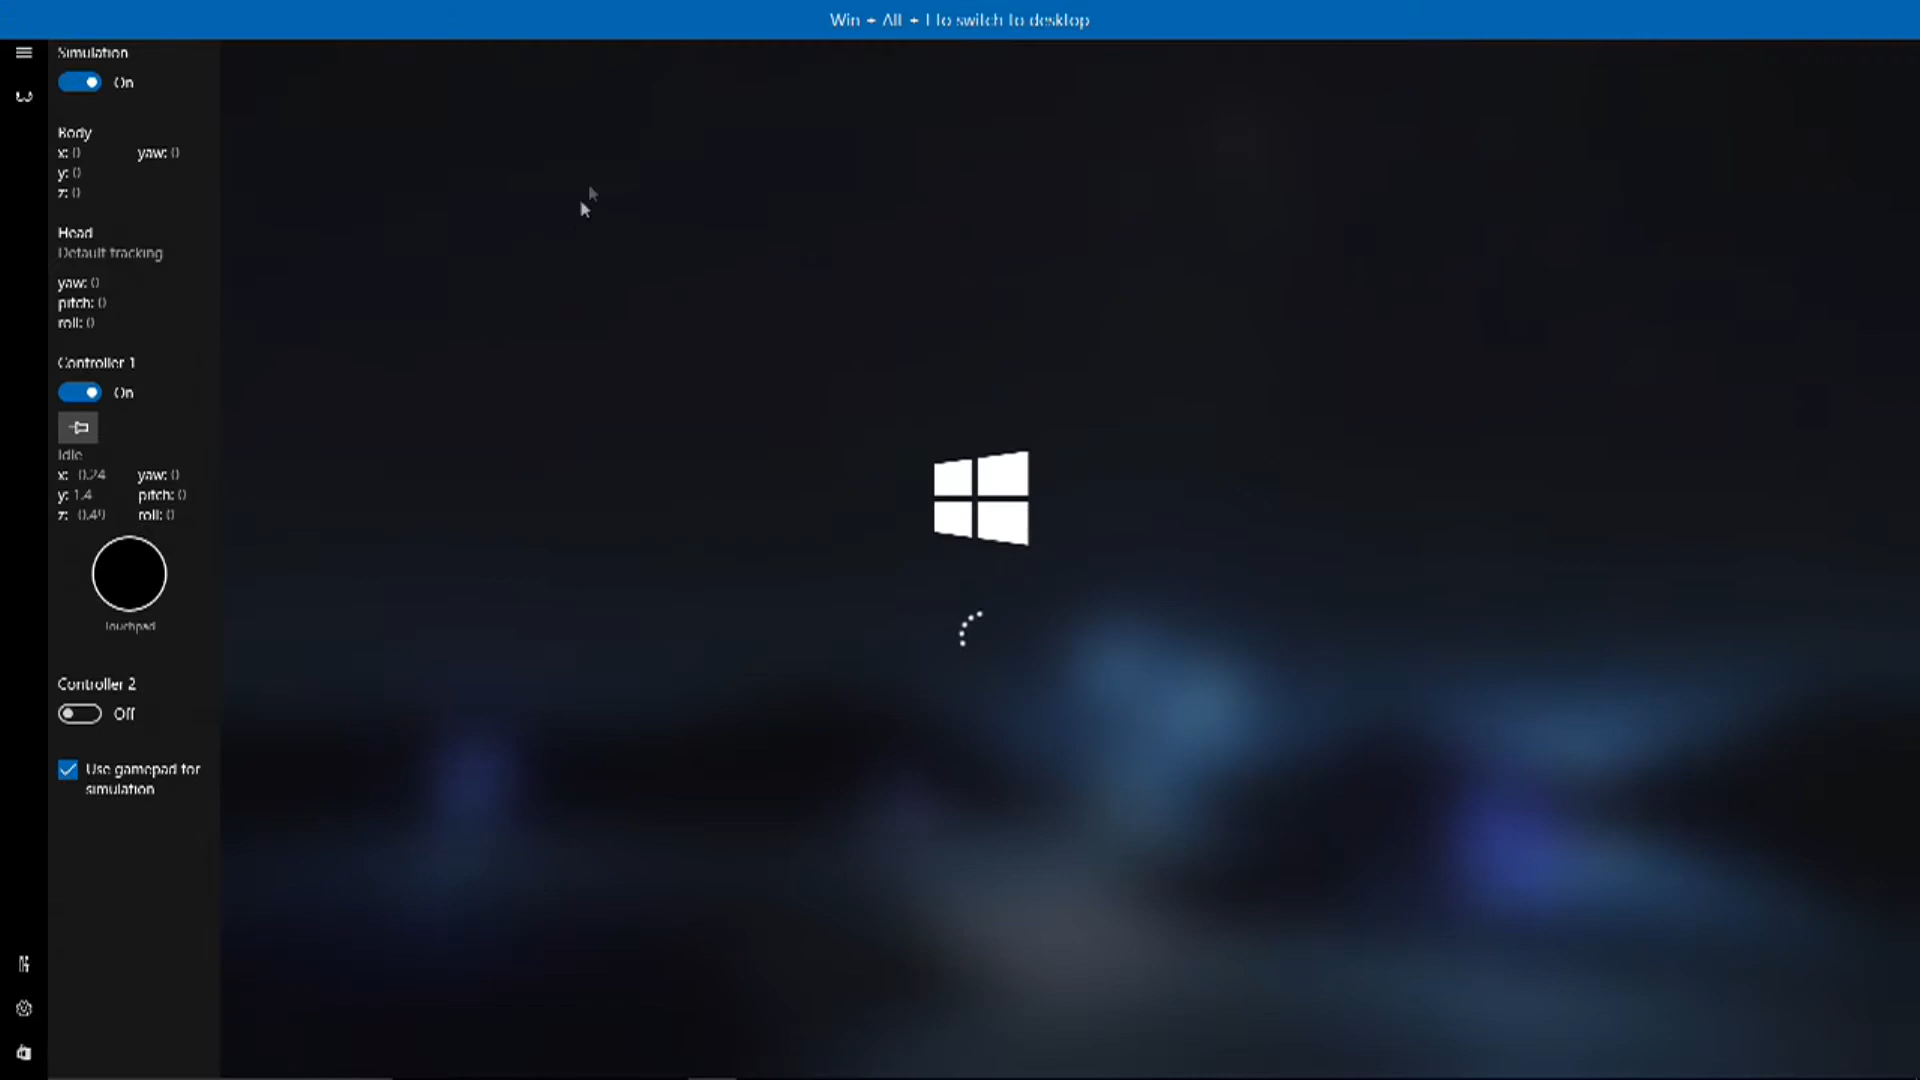 Win + Alt + I to switch to desktop
Simulation
On
Body
x: 0 yaw: 0
y: 0
z: 0
Head
Default tracking
yaw: 0
pitch: 0
roll: 0
Controller 1
On
Idle
x: 0.24 yaw: 0
y: 1.4 pitch: 0
z: 0.49 roll: 0
Touchpad
Controller 2
Off
Use gamepad for
simulation